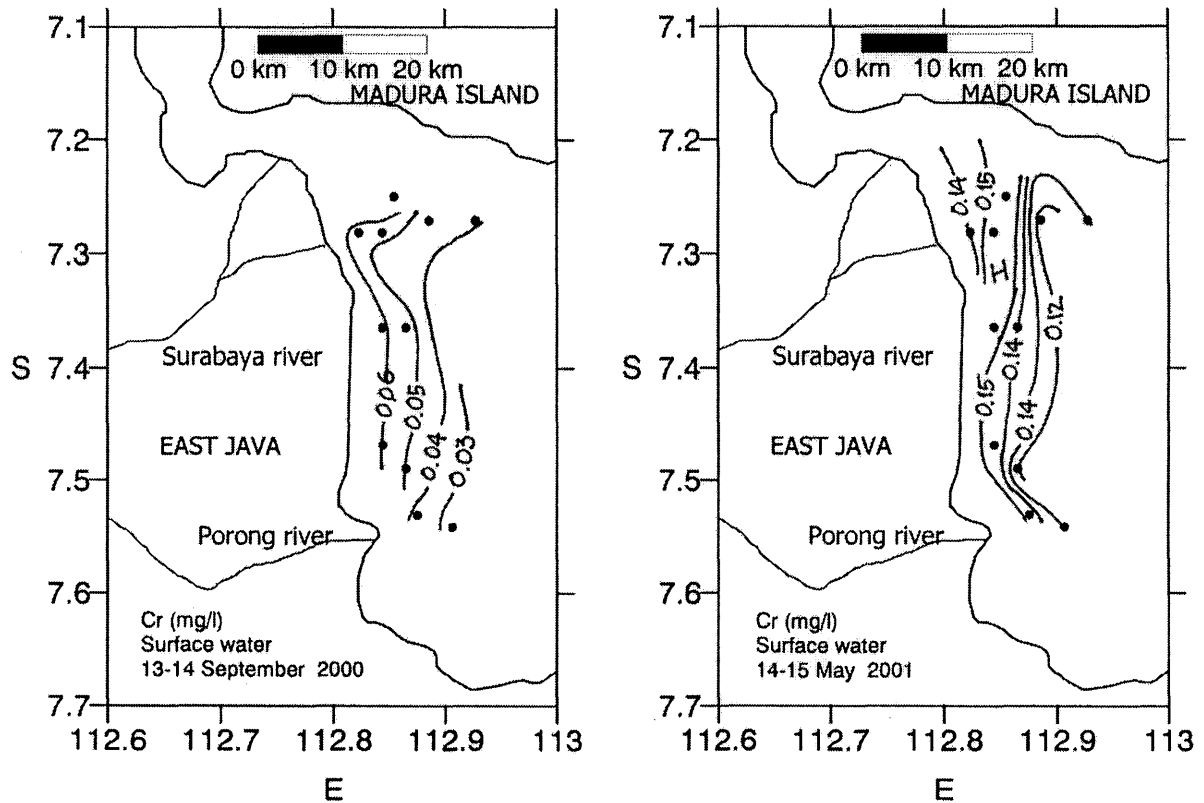 7.1
0 km 10 km 20 km
MADURA ISLAND
7.2
7.3
Surabaya river
S 7.4
0.06
0.05
0.04
0.03
EAST JAVA
7.5
Porong river
7.6
Cr (mg/l)
Surface water
13-14 September 2000
7.7
112.6 112.7 112.8 112.9 113
E
7.1
0 km 10 km 20 km
MADURA ISLAND
7.2
0.14
0.15
7.3
H
0.12
Surabaya river
S 7.4
0.14
0.15
0.14
EAST JAVA
7.5
Porong river
7.6
Cr (mg/l)
Surface water
14-15 May 2001
7.7
112.6 112.7 112.8 112.9 113
E